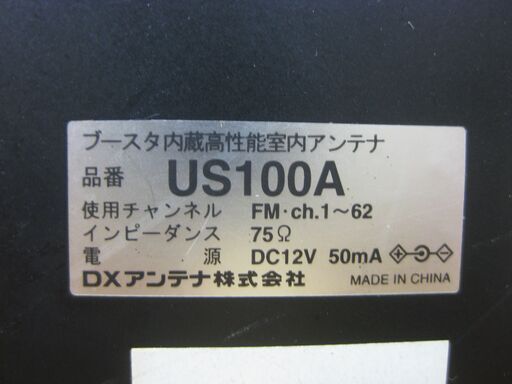 ブースタ内蔵高性能室内アンテナ
品番 US100A
使用チャンネル FM・ch.1～62
インピーダンス 75Ω
電源 DC12V 50mA
DXアンテナ株式会社 MADE IN CHINA